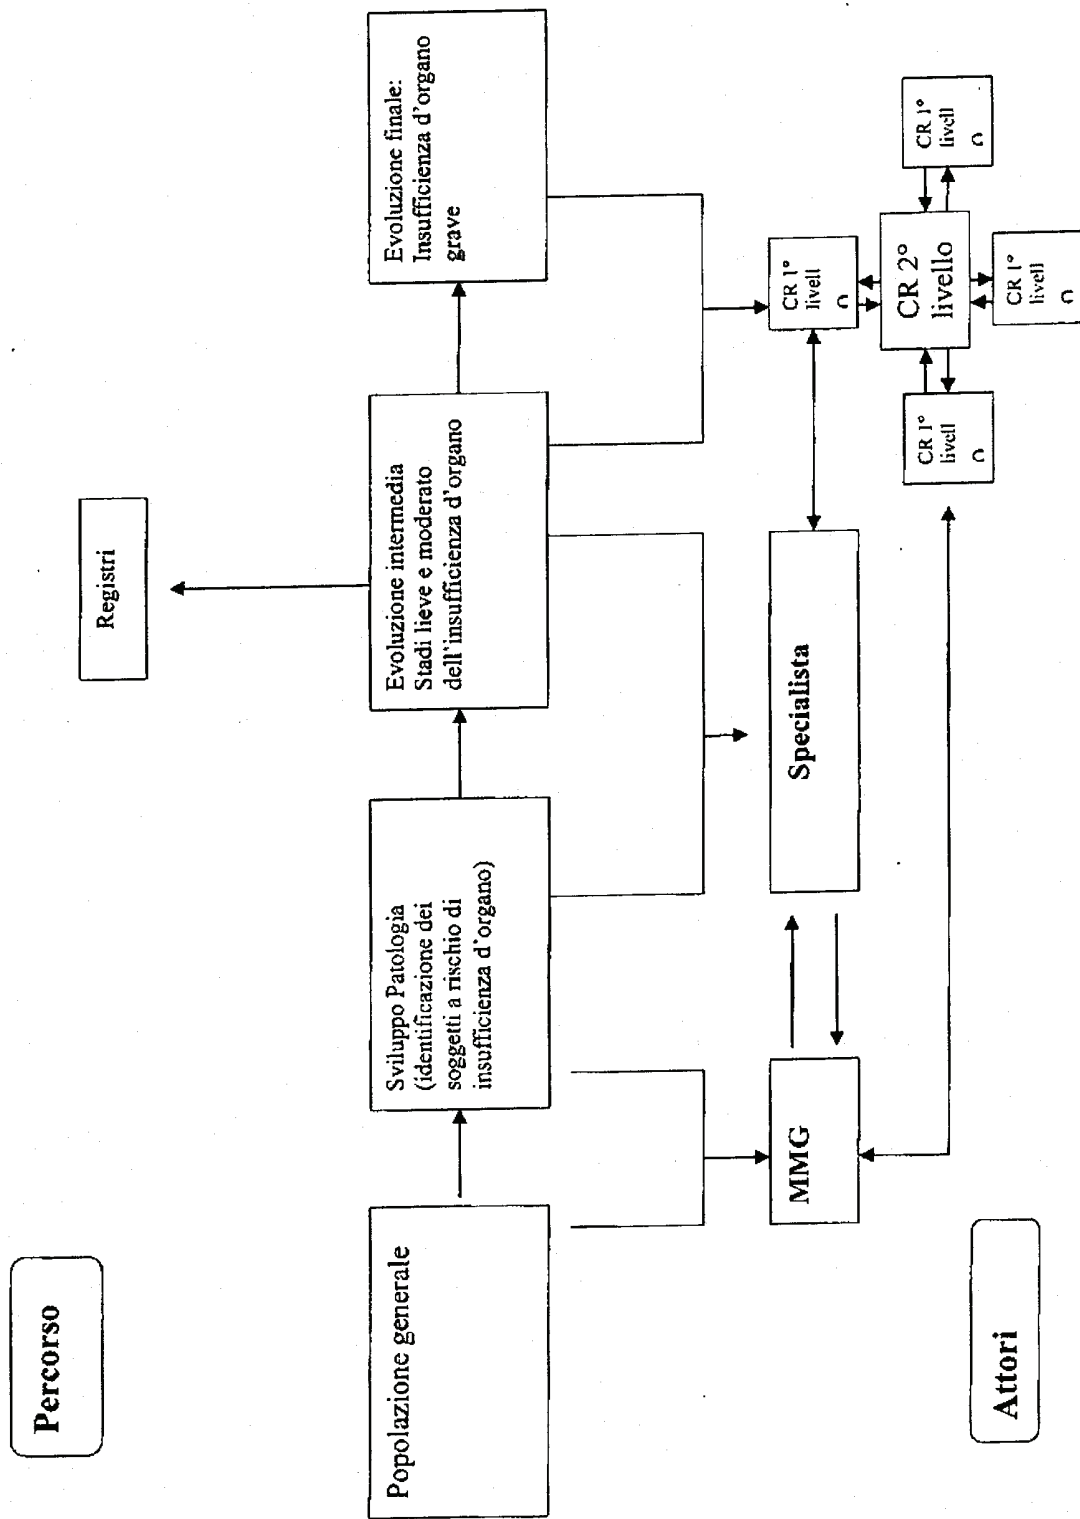 Percorso
Registri
Popolazione generale
Sviluppo Patologia
(identificazione dei
soggetti a rischio di
insufficienza d'organo)
Evoluzione intermedia
Stadi lieve e moderato
dell'insufficienza d'organo
Evoluzione finale:
Insufficienza d'organo
grave
Attori
MMG
Specialista
CR 1°
livell
o
CR 1°
livell
o
CR 2°
livello
CR 1°
livell
o
CR 1°
livell
o